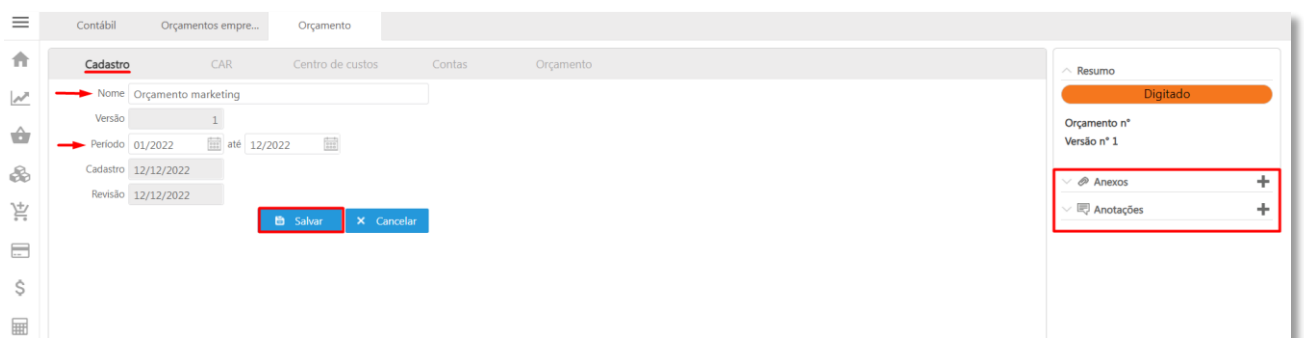 Contábil Orçamentos empre... Orçamento
Cadastro CAR Centro de custos Contas Orçamento
Nome Orçamento marketing
Versão 1
Período 01/2022 até 12/2022
Cadastro 12/12/2022
Revisão 12/12/2022
Salvar Cancelar
Resumo
Digitado
Orçamento n°
Versão n° 1
Anexos
Anotações